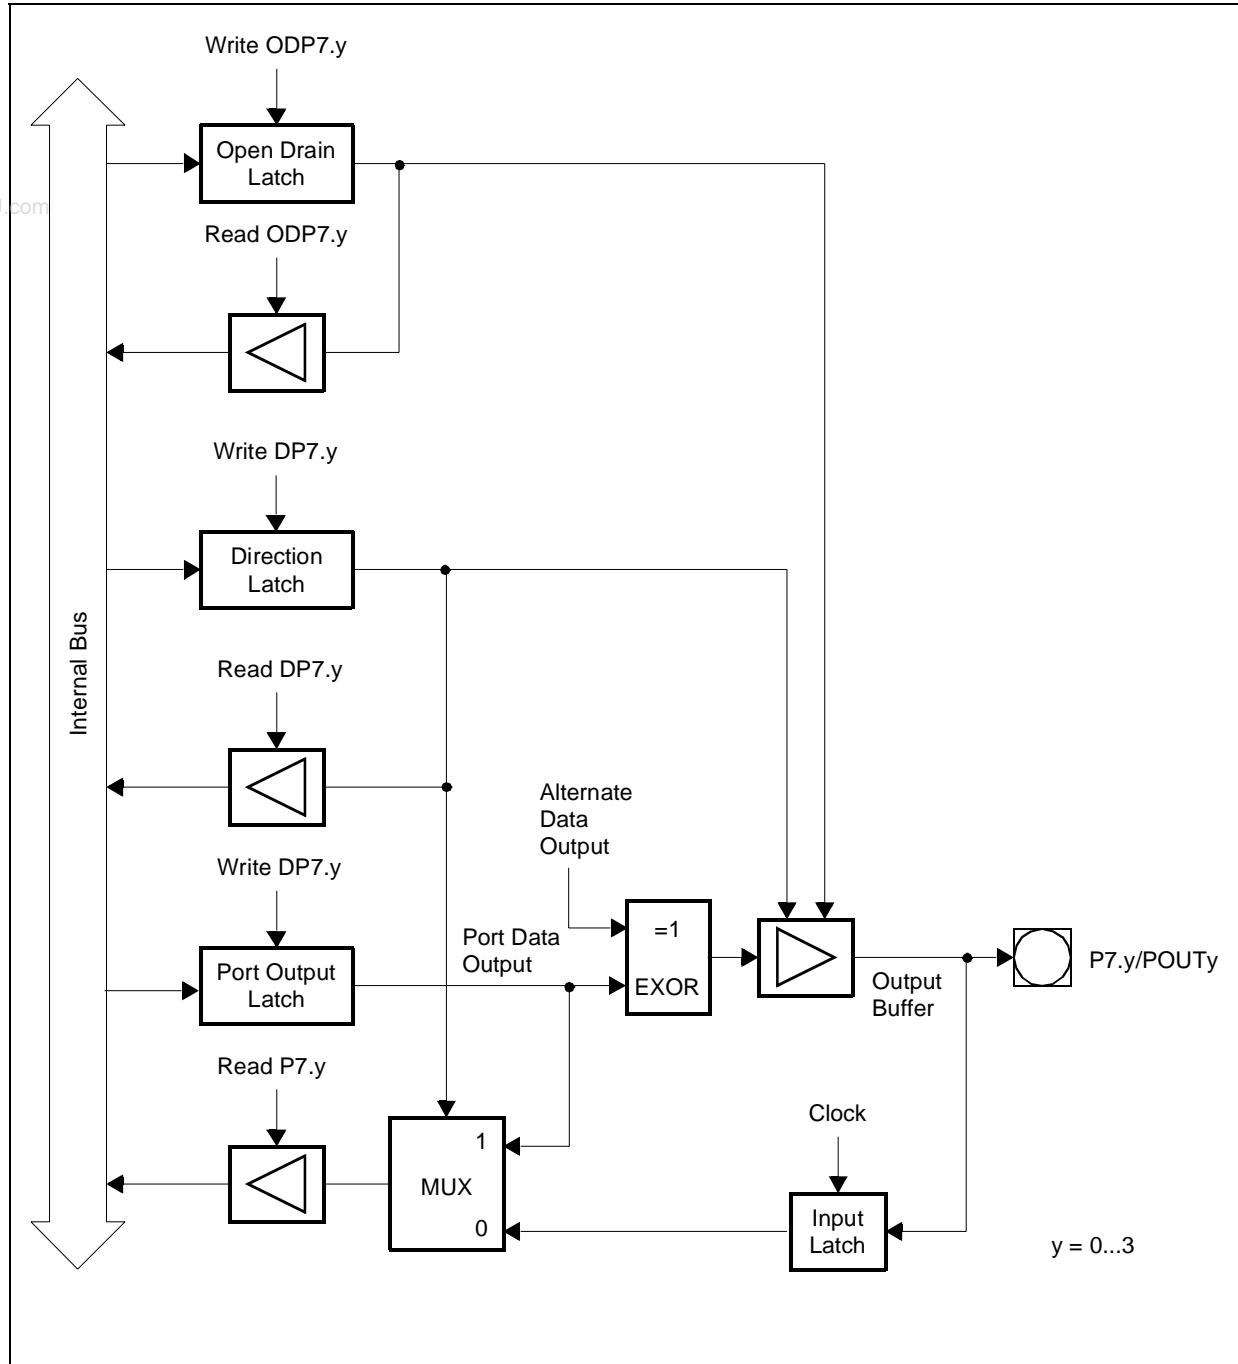 Write ODP7.y
Open Drain
Latch
.com
Read ODP7.y
Write DP7.y
Direction
Latch
Internal Bus
Read DP7.y
Alternate
Data
Output
Write DP7.y
=1
EXOR
Port Data
Output
Port Output
Latch
P7.y/POUTy
Output
Buffer
Read P7.y
Clock
1
MUX
0
Input
Latch
y = 0...3